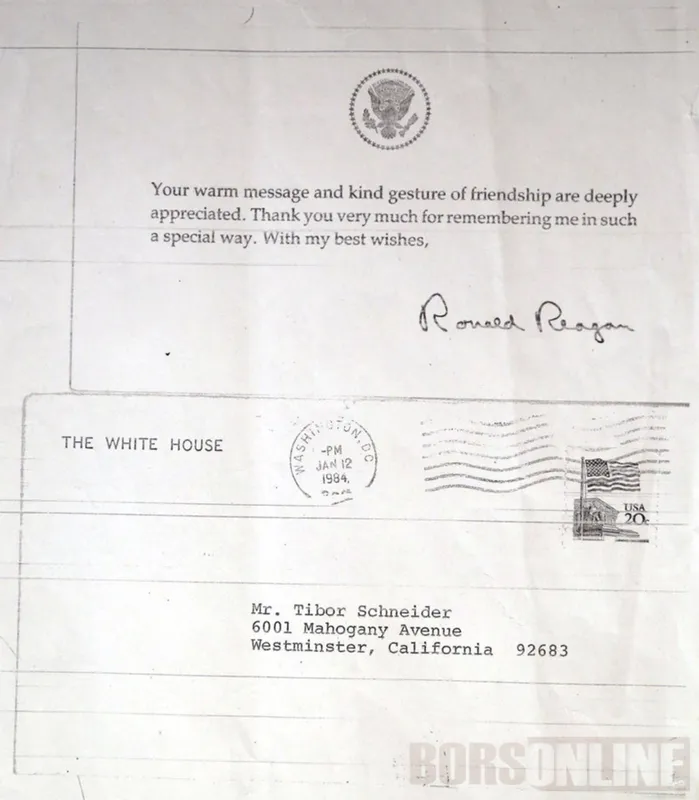 Your warm message and kind gesture of friendship are deeply
appreciated. Thank you very much for remembering me in such
a special way. With my best wishes,
Ronald Reagan
THE WHITE HOUSE
WASHINGTON, DC
-PM
JAN 12
1984
USA
20c
Mr. Tibor Schneider
6001 Mahogany Avenue
Westminster, California 92683
BORSONLINE